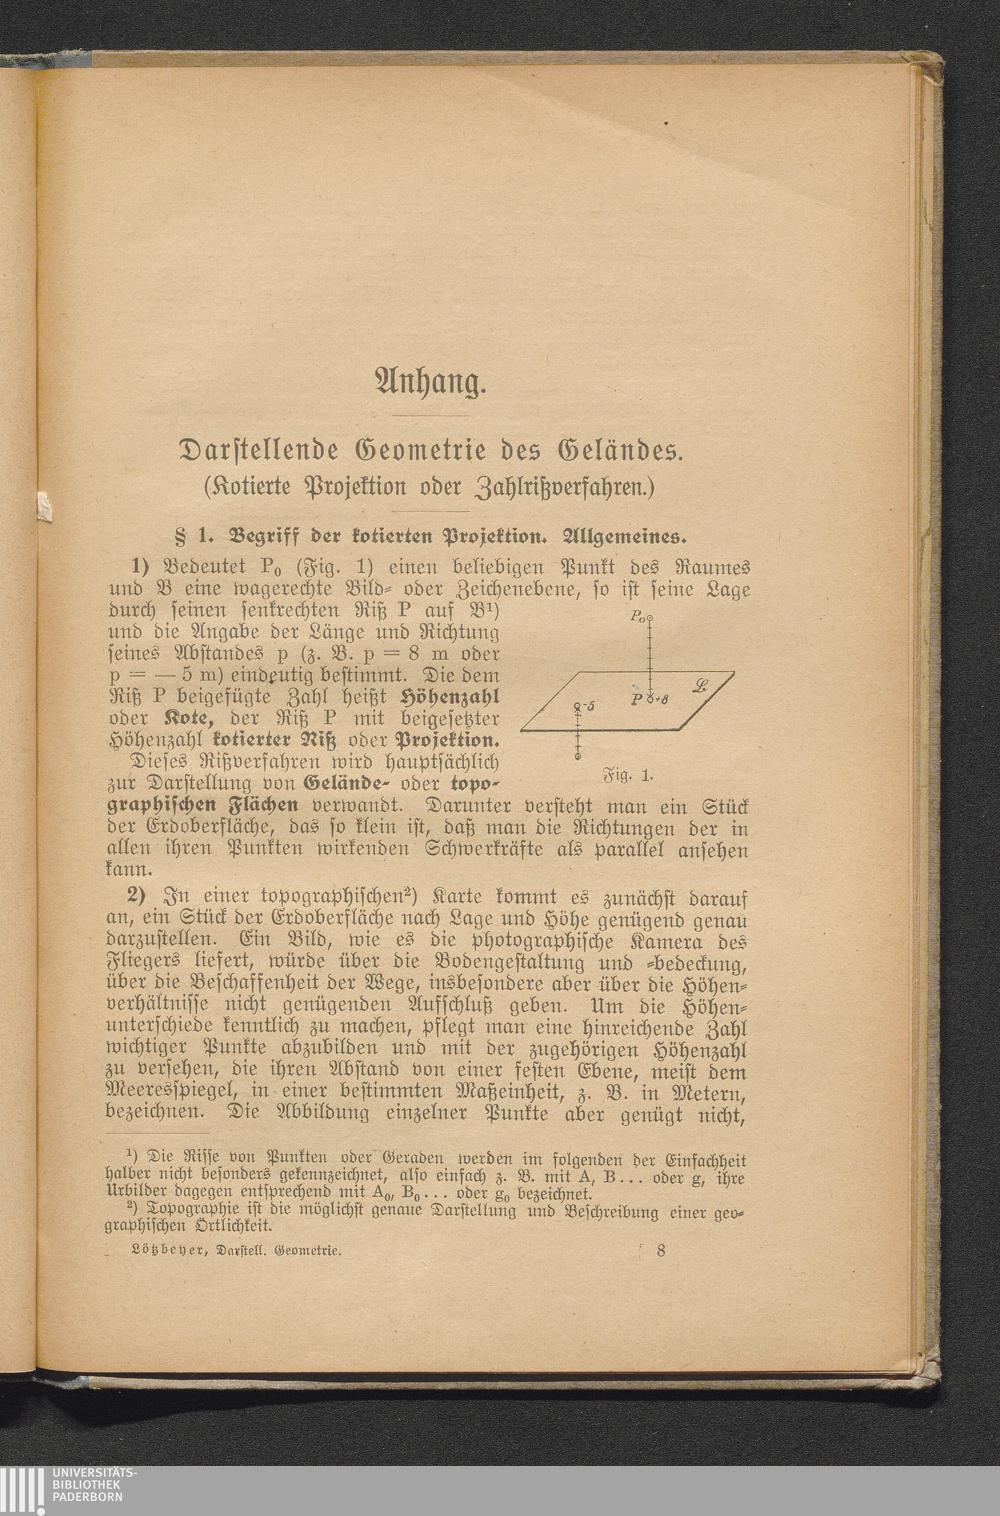 Anhang.
Darstellende Geometrie des Geländes.
(Kotierte Projektion oder Zahlrißverfahren.)
§ 1. Begriff der kotierten Projektion. Allgemeines.
1) Bedeutet P₀ (Fig. 1) einen beliebigen Punkt des Raumes
und B eine wagerechte Bild- oder Zeichenebene, so ist seine Lage
durch seinen senkrechten Riß P auf B¹)
und die Angabe der Länge und Richtung
seines Abstandes p (z. B. p = 8 m oder
p = — 5 m) eindeutig bestimmt. Die dem
Riß P beigefügte Zahl heißt Höhenzahl
oder Kote, der Riß P mit beigesetzter
Höhenzahl kotierter Riß oder Projektion.
Dieses Rißverfahren wird hauptsächlich
zur Darstellung von Gelände- oder topo-
P₀
P +8
-5
Fig. 1.
graphischen Flächen verwandt. Darunter versteht man ein Stück
der Erdoberfläche, das so klein ist, daß man die Richtungen der in
allen ihren Punkten wirkenden Schwerkräfte als parallel ansehen
kann.
2) In einer topographischen²) Karte kommt es zunächst darauf
an, ein Stück der Erdoberfläche nach Lage und Höhe genügend genau
darzustellen. Ein Bild, wie es die photographische Kamera des
Fliegers liefert, würde über die Bodengestaltung und -bedeckung,
über die Beschaffenheit der Wege, insbesondere aber über die Höhen-
verhältnisse nicht genügenden Aufschluß geben. Um die Höhen-
unterschiede kenntlich zu machen, pflegt man eine hinreichende Zahl
wichtiger Punkte abzubilden und mit der zugehörigen Höhenzahl
zu versehen, die ihren Abstand von einer festen Ebene, meist dem
Meeresspiegel, in einer bestimmten Maßeinheit, z. B. in Metern,
bezeichnen. Die Abbildung einzelner Punkte aber genügt nicht,
¹) Die Risse von Punkten oder Geraden werden im folgenden der Einfachheit
halber nicht besonders gekennzeichnet, also einfach z. B. mit A, B... oder g, ihre
Urbilder dagegen entsprechend mit A₀, B₀... oder g₀ bezeichnet.
²) Topographie ist die möglichst genaue Darstellung und Beschreibung einer geo-
graphischen Örtlichkeit.
Lötzbeyer, Darstell. Geometrie.
8
UNIVERSITÄTS-
BIBLIOTHEK
PADERBORN